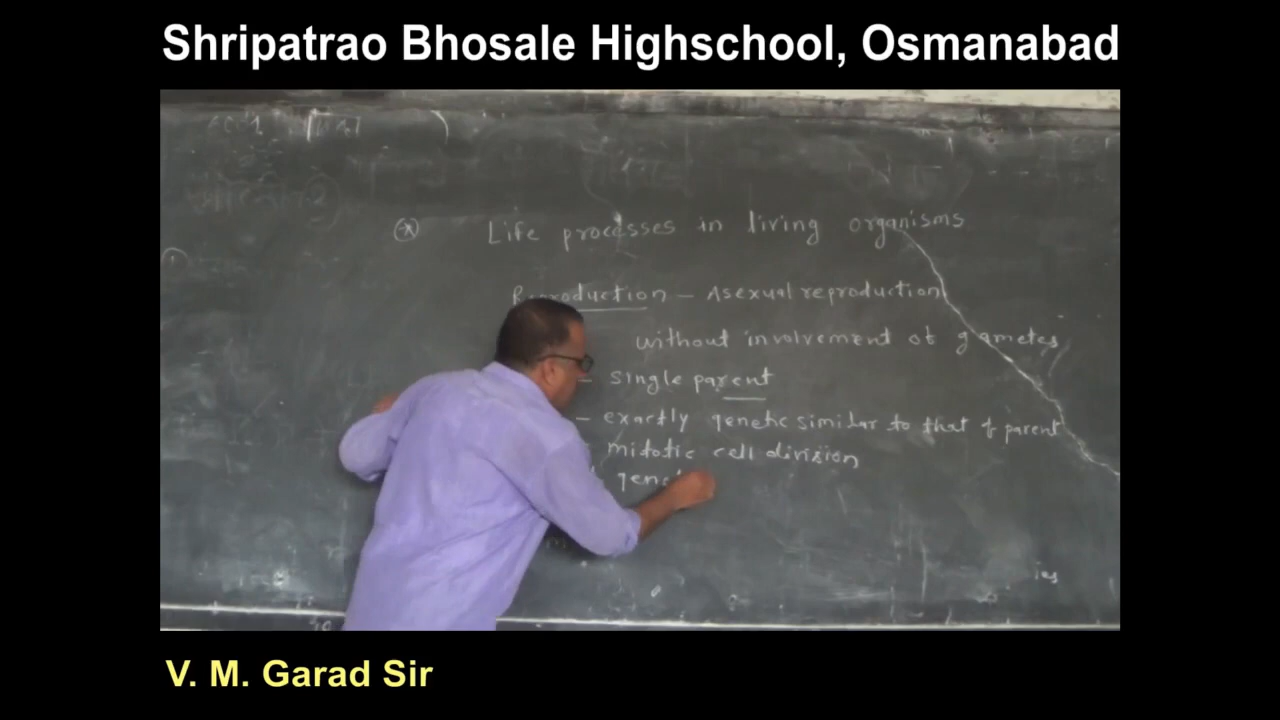 Shripatrao Bhosale Highschool, Osmanabad
Life processes in living organisms
Reproduction – Asexual reproduction
without involvement of gametes
– single parent
– exactly genetic similar to that of parent
mitotic cell division
ies
V. M. Garad Sir